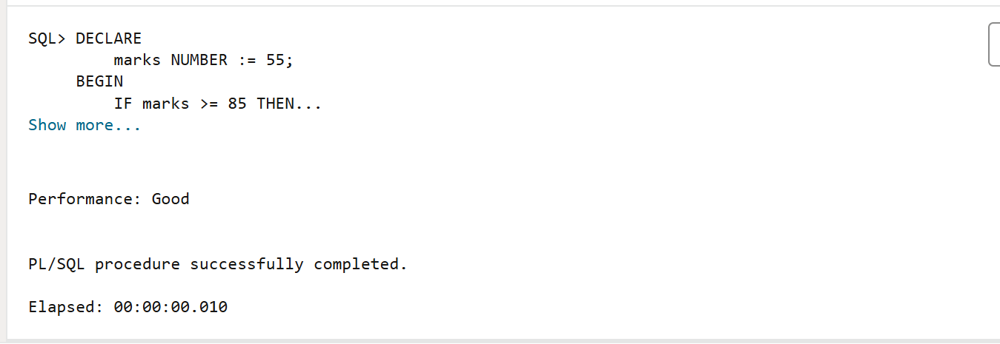 SQL> DECLARE
         marks NUMBER := 55;
     BEGIN
         IF marks >= 85 THEN...
Show more...
Performance: Good
PL/SQL procedure successfully completed.
Elapsed: 00:00:00.010